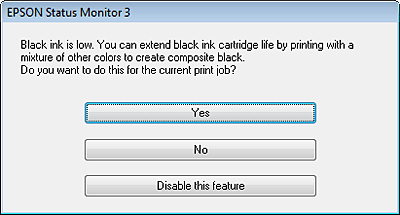 EPSON Status Monitor 3
Black ink is low. You can extend black ink cartridge life by printing with a
mixture of other colors to create composite black.
Do you want to do this for the current print job?
Yes
No
Disable this feature